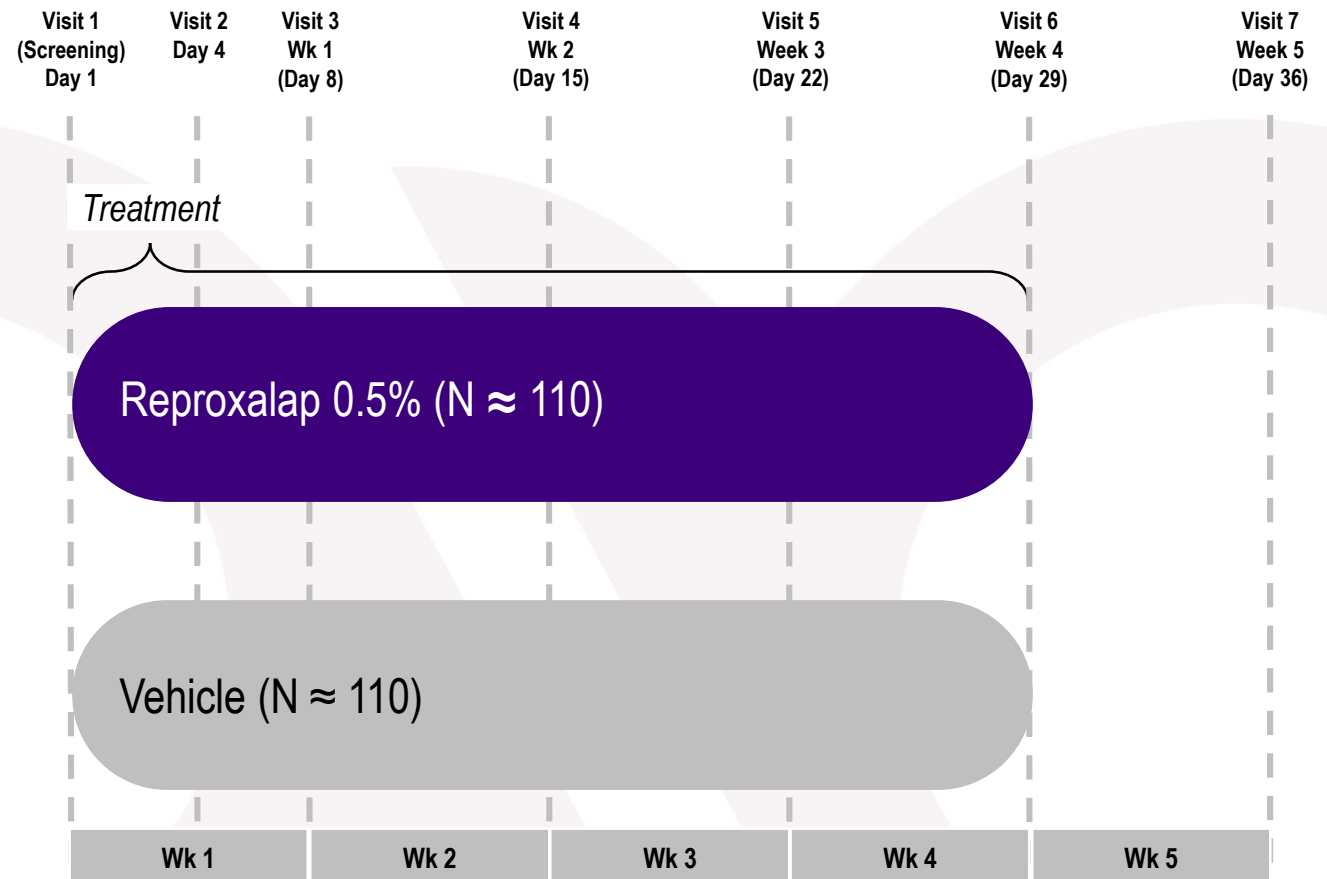 Visit 1
(Screening)
Day 1
Visit 2
Day 4
Visit 3
Wk 1
(Day 8)
Visit 4
Wk 2
(Day 15)
Visit 5
Week 3
(Day 22)
Visit 6
Week 4
(Day 29)
Visit 7
Week 5
(Day 36)
Treatment
Reproxalap 0.5% (N ≈ 110)
Vehicle (N ≈ 110)
Wk 1
Wk 2
Wk 3
Wk 4
Wk 5